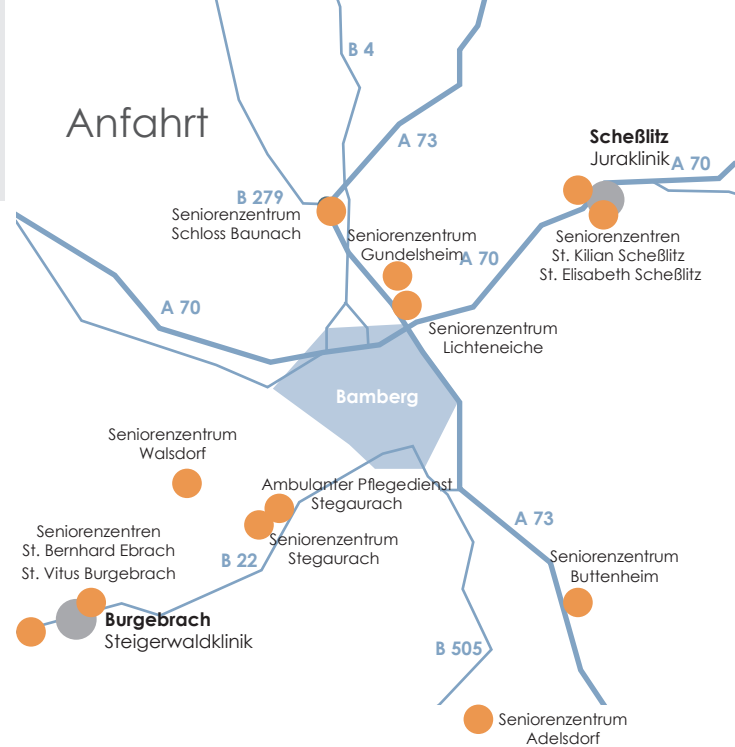 B 4
Anfahrt
A 73
Scheßlitz
Juraklinik
A 70
B 279
Seniorenzentrum
Schloss Baunach
Seniorenzentrum
Gundelsheim
A 70
Seniorenzentren
St. Kilian Scheßlitz
St. Elisabeth Scheßlitz
A 70
Seniorenzentrum
Lichteneiche
Bamberg
Seniorenzentrum
Walsdorf
Ambulanter Pflegedienst
Stegaurach
Seniorenzentrum
Stegaurach
A 73
Seniorenzentren
St. Bernhard Ebrach
St. Vitus Burgebrach
B 22
Seniorenzentrum
Buttenheim
Burgebrach
Steigerwaldklinik
B 505
Seniorenzentrum
Adelsdorf